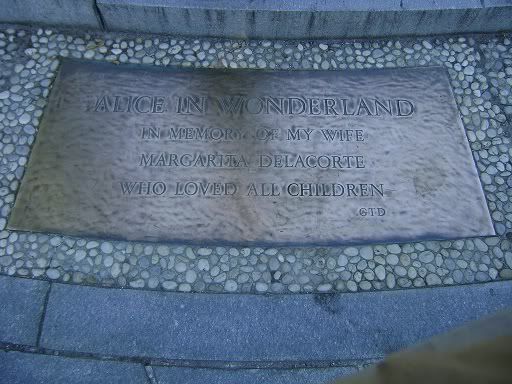 ALICE IN WONDERLAND
IN MEMORY OF MY WIFE
MARGARITA DELACORTE
WHO LOVED ALL CHILDREN
GTD